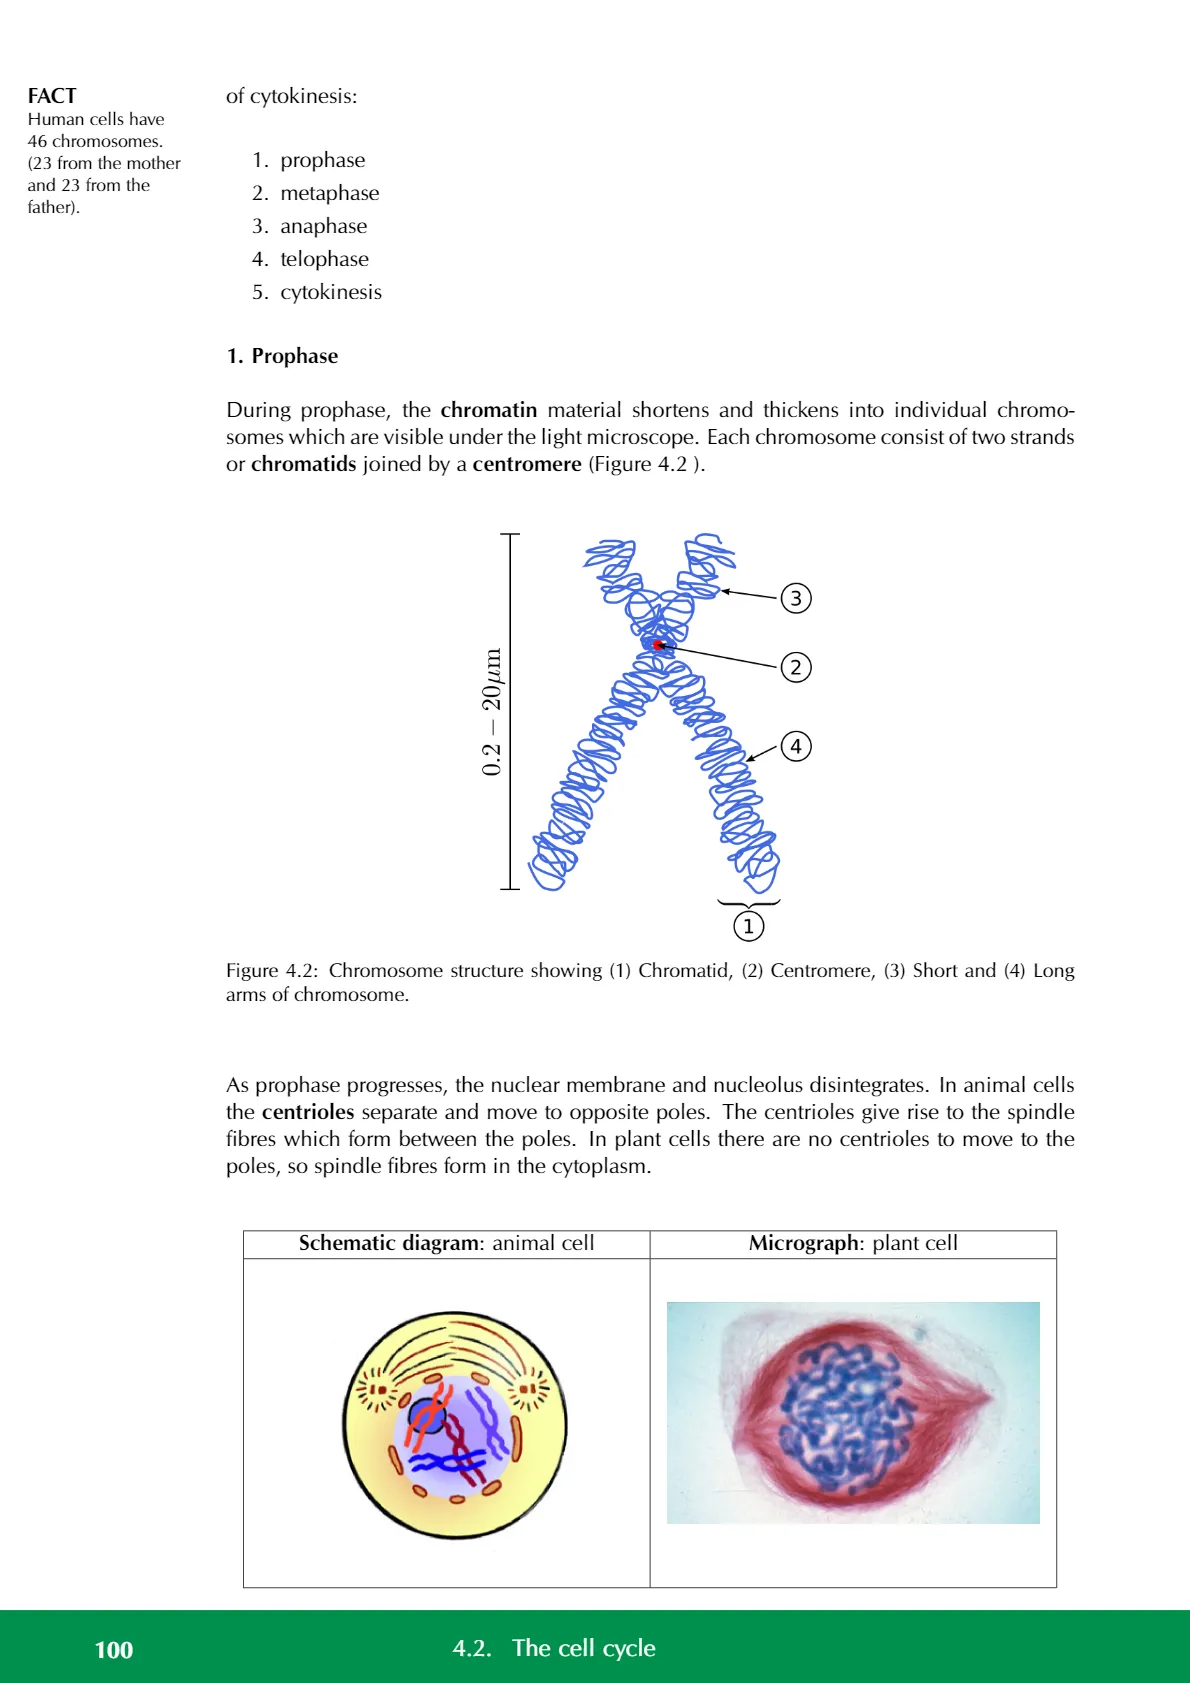 FACT
Human cells have
46 chromosomes.
(23 from the mother
and 23 from the
father).
of cytokinesis:
1. prophase
2. metaphase
3. anaphase
4. telophase
5. cytokinesis
1. Prophase
During prophase, the chromatin material shortens and thickens into individual chromo-
somes which are visible under the light microscope. Each chromosome consist of two strands
or chromatids joined by a centromere (Figure 4.2 ).
0.2 − 20μm
3
2
4
1
Figure 4.2: Chromosome structure showing (1) Chromatid, (2) Centromere, (3) Short and (4) Long
arms of chromosome.
As prophase progresses, the nuclear membrane and nucleolus disintegrates. In animal cells
the centrioles separate and move to opposite poles. The centrioles give rise to the spindle
fibres which form between the poles. In plant cells there are no centrioles to move to the
poles, so spindle fibres form in the cytoplasm.
Schematic diagram: animal cell
Micrograph: plant cell
100
4.2. The cell cycle